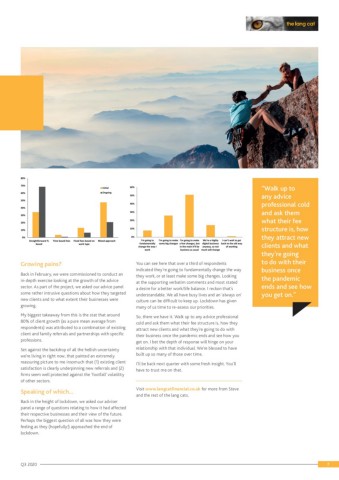 the lang cat
Growing pains?
Back in February, we were commissioned to conduct an
in-depth exercise looking at the growth of the advice
sector. As part of the project, we asked our advice panel
some rather intrusive questions about how they targeted
new clients and to what extent their businesses were
growing.
My biggest takeaway from this is the stat that around
80% of client growth (as a pure mean average from
respondents) was attributed to a combination of existing
client and family referrals and partnerships with specific
professions.
Set against the backdrop of all the hellish uncertainty
we're living in right now, that painted an extremely
reassuring picture to me inasmuch that (1) existing client
satisfaction is clearly underpinning new referrals and (2)
firms seem well protected against the 'footfall' volatility
of other sectors.
Speaking of which…
Back in the height of lockdown, we asked our adviser
panel a range of questions relating to how it had affected
their respective businesses and their view of the future.
Perhaps the biggest question of all was how they were
feeling as they (hopefully!) approached the end of
lockdown.
You can see here that over a third of respondents
indicated they're going to fundamentally change the way
they work, or at least make some big changes. Looking
at the supporting verbatim comments and most stated
a desire for a better work/life balance. I reckon that's
understandable. We all have busy lives and an 'always on'
culture can be difficult to keep up. Lockdown has given
many of us time to re-assess our priorities.
So, there we have it. Walk up to any advice professional
cold and ask them what their fee structure is, how they
attract new clients and what they're going to do with
their business once the pandemic ends and see how you
get on. I bet the depth of response will hinge on your
relationship with that individual. We're blessed to have
built up so many of those over time.
I'll be back next quarter with some fresh insight. You'll
have to trust me on that.
Visit www.langcatfinancial.co.uk for more from Steve
and the rest of the lang cats.
"Walk up to
any advice
professional cold
and ask them
what their fee
structure is, how
they attract new
clients and what
they're going
to do with their
business once
the pandemic
ends and see how
you get on."
Q3 2020